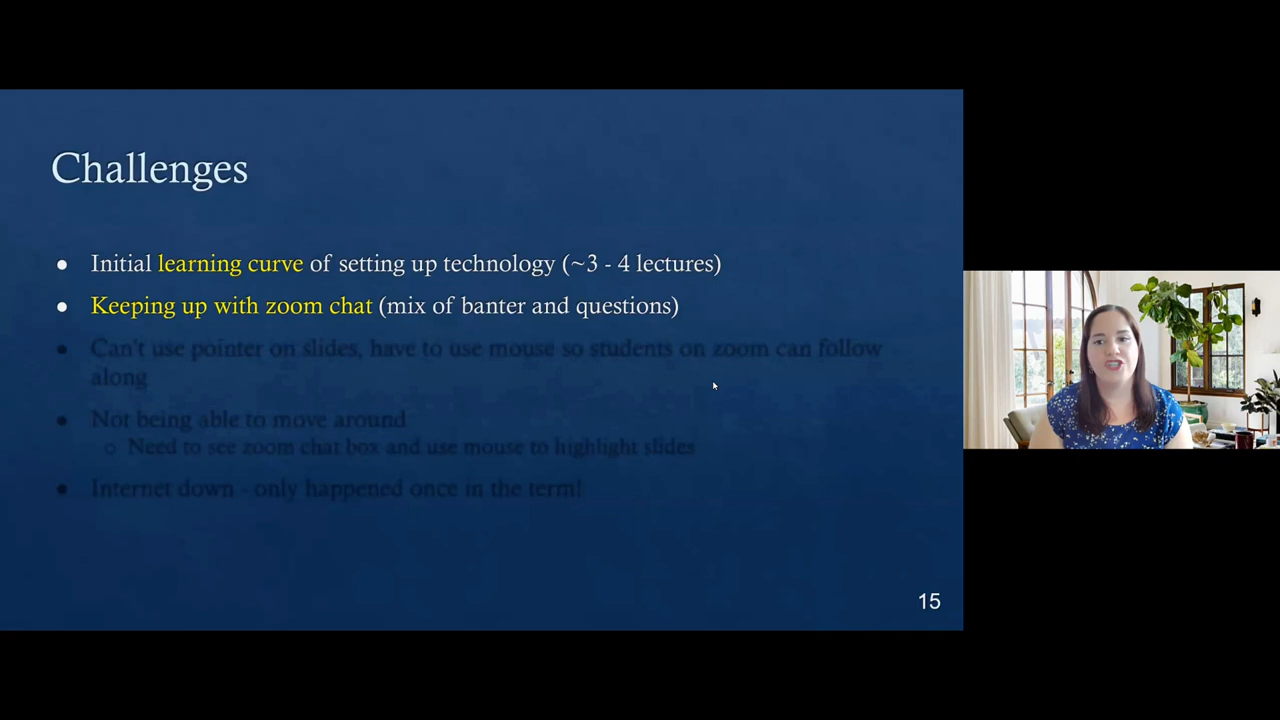 Challenges
● Initial learning curve of setting up technology (~3 - 4 lectures)
● Keeping up with zoom chat (mix of banter and questions)
● Can't use pointer on slides, have to use mouse so students on zoom can follow
along
● Not being able to move around
○ Need to see zoom chat box and use mouse to highlight slides
● Internet down - only happened once in the term!
15